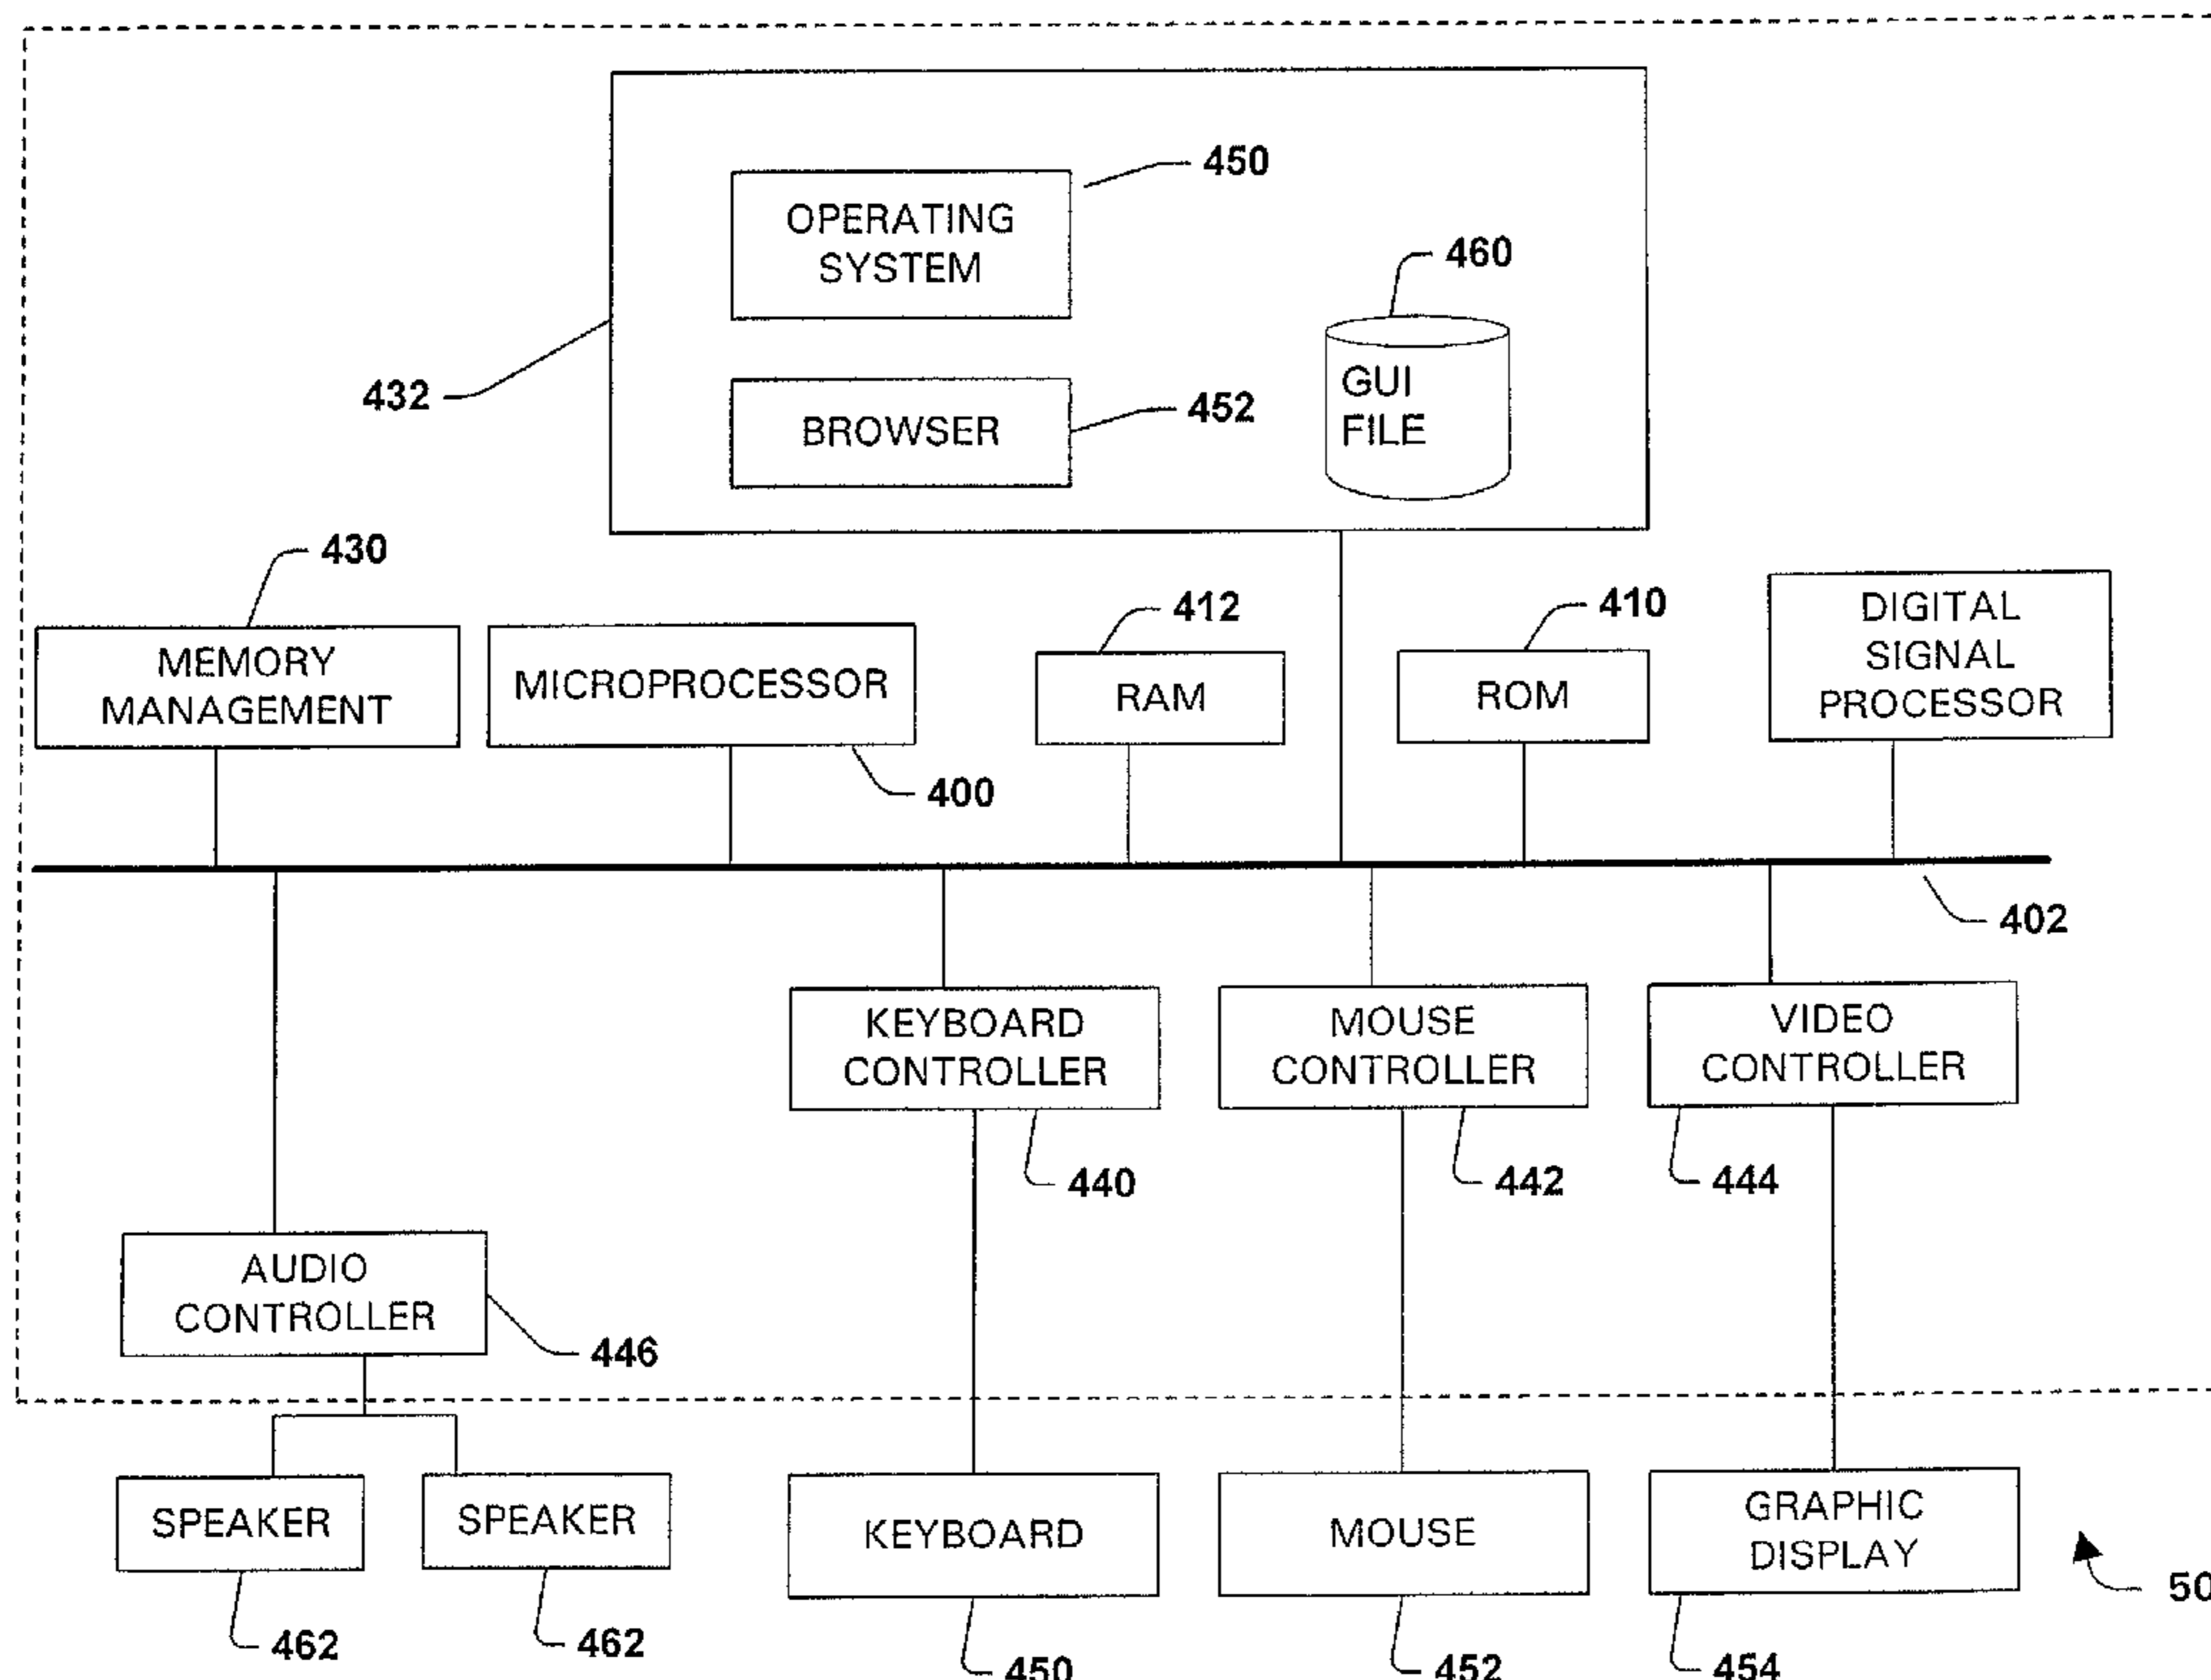 450
OPERATING
SYSTEM
460
GUI
FILE
432
BROWSER
452
430
412
410
DIGITAL
SIGNAL
PROCESSOR
MEMORY
MANAGEMENT
MICROPROCESSOR
RAM
ROM
400
402
KEYBOARD
CONTROLLER
MOUSE
CONTROLLER
VIDEO
CONTROLLER
440
442
444
AUDIO
CONTROLLER
446
SPEAKER
SPEAKER
KEYBOARD
MOUSE
GRAPHIC
DISPLAY
50
462
462
450
452
454